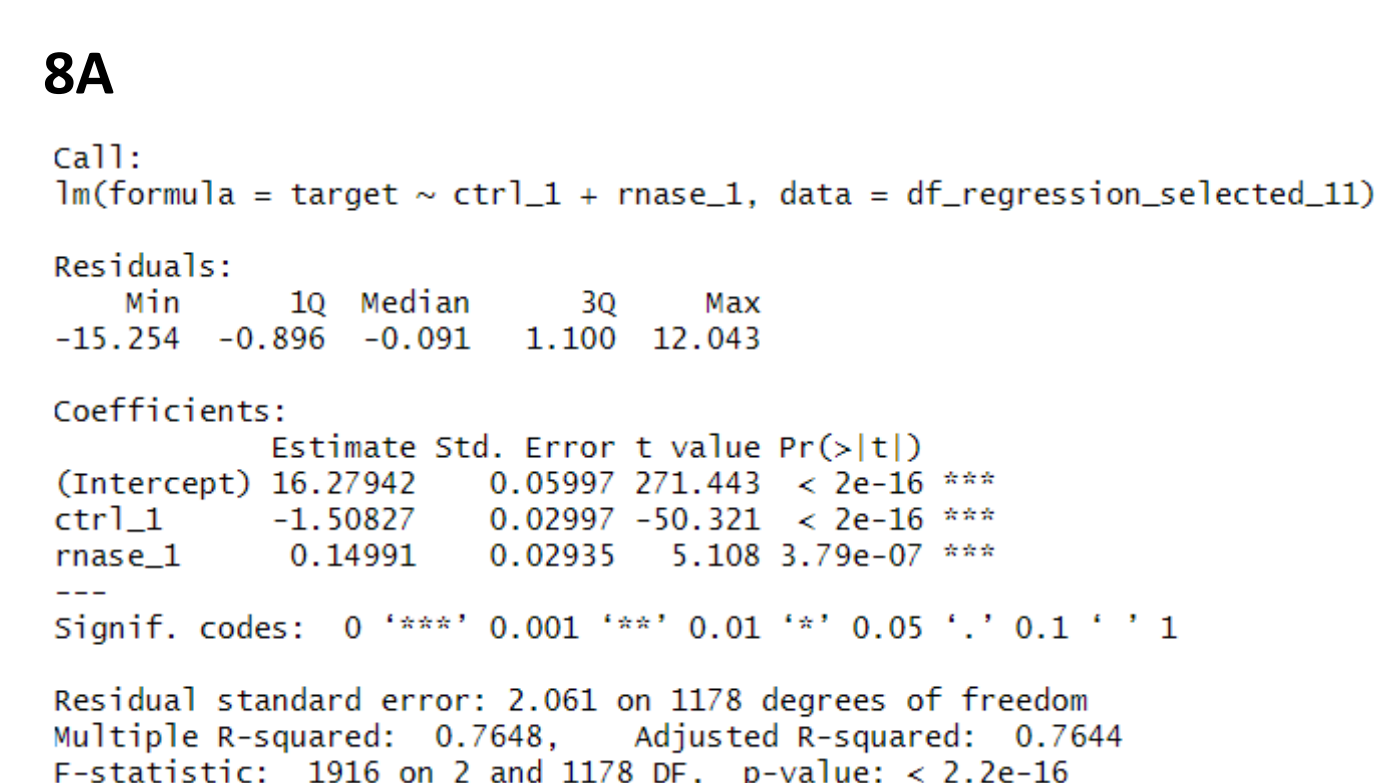 8A
Call:
lm(formula = target ~ ctrl_1 + rnase_1, data = df_regression_selected_11)
Residuals:
    Min      1Q  Median      3Q     Max
-15.254  -0.896  -0.091   1.100  12.043
Coefficients:
            Estimate Std. Error t value Pr(>|t|)
(Intercept) 16.27942    0.05997 271.443  < 2e-16 ***
ctrl_1      -1.50827    0.02997 -50.321  < 2e-16 ***
rnase_1      0.14991    0.02935   5.108 3.79e-07 ***
---
Signif. codes:  0 ‘***’ 0.001 ‘**’ 0.01 ‘*’ 0.05 ‘.’ 0.1 ‘ ’ 1
Residual standard error: 2.061 on 1178 degrees of freedom
Multiple R-squared:  0.7648,    Adjusted R-squared:  0.7644
F-statistic:  1916 on 2 and 1178 DF,  p-value: < 2.2e-16